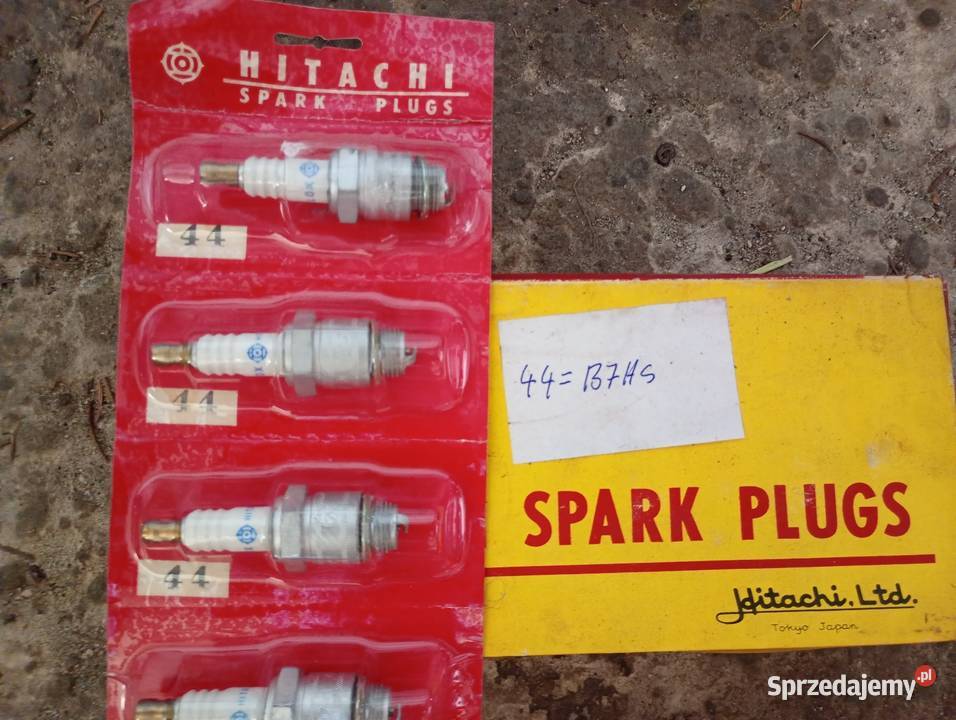 HITACHI
SPARK PLUGS
44
44
44
44=B7HS
SPARK PLUGS
Hitachi, Ltd.
Tokyo Japan
Sprzedajemy.pl